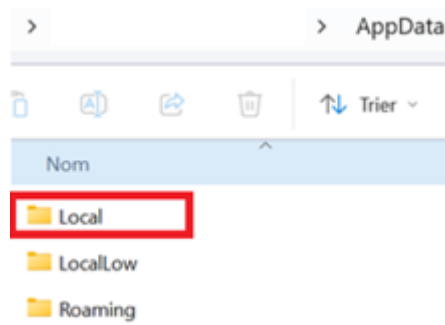 > > AppData
Trier
Nom
Local
LocalLow
Roaming